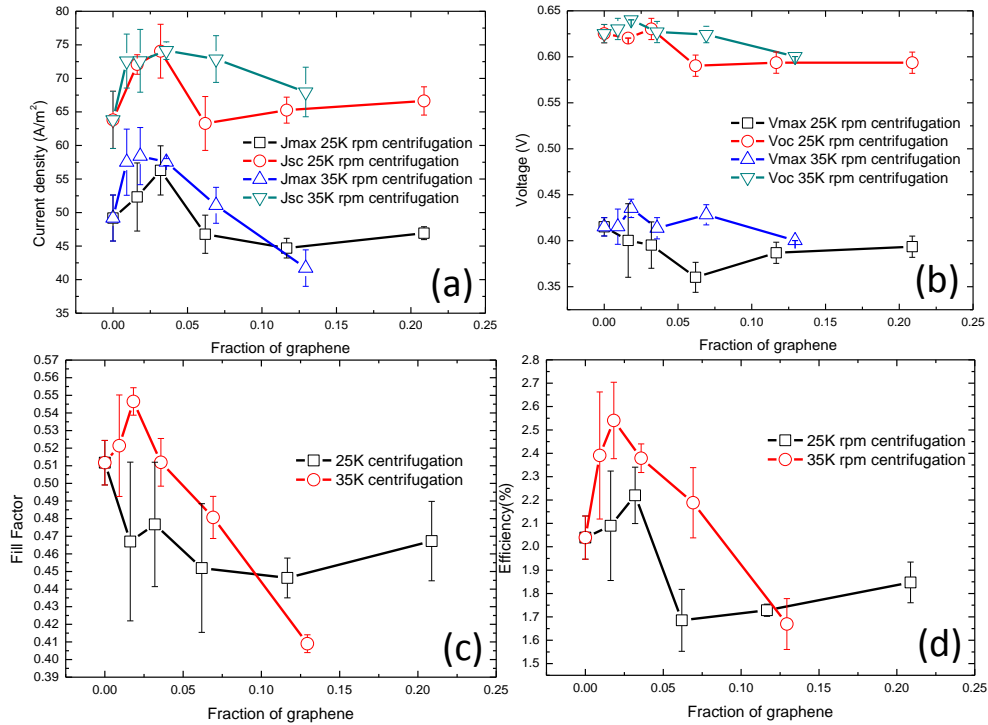 80
75
70
65
60
55
50
45
40
35
30
25
Current density (A/m²)
0.00 0.05 0.10 0.15 0.20 0.25
Fraction of graphene
Jmax 25K rpm centrifugation
Jsc 25K rpm centrifugation
Jmax 35K rpm centrifugation
Jsc 35K rpm centrifugation
(a)
0.65
0.60
0.55
0.50
0.45
0.40
0.35
Voltage (V)
0.00 0.05 0.10 0.15 0.20 0.25
Fraction of graphene
Vmax 25K rpm centrifugation
Voc 25K rpm centrifugation
Vmax 35K rpm centrifugation
Voc 35K rpm centrifugation
(b)
0.57
0.56
0.55
0.54
0.53
0.52
0.51
0.50
0.49
0.48
0.47
0.46
0.45
0.44
0.43
0.42
0.41
0.40
0.39
Fill Factor
0.00 0.05 0.10 0.15 0.20 0.25
Fraction of graphene
25K centrifugation
35K centrifugation
(c)
2.8
2.7
2.6
2.5
2.4
2.3
2.2
2.1
2.0
1.9
1.8
1.7
1.6
1.5
Efficiency(%)
0.00 0.05 0.10 0.15 0.20 0.25
Fraction of graphene
25K rpm centrifugation
35K rpm centrifugation
(d)